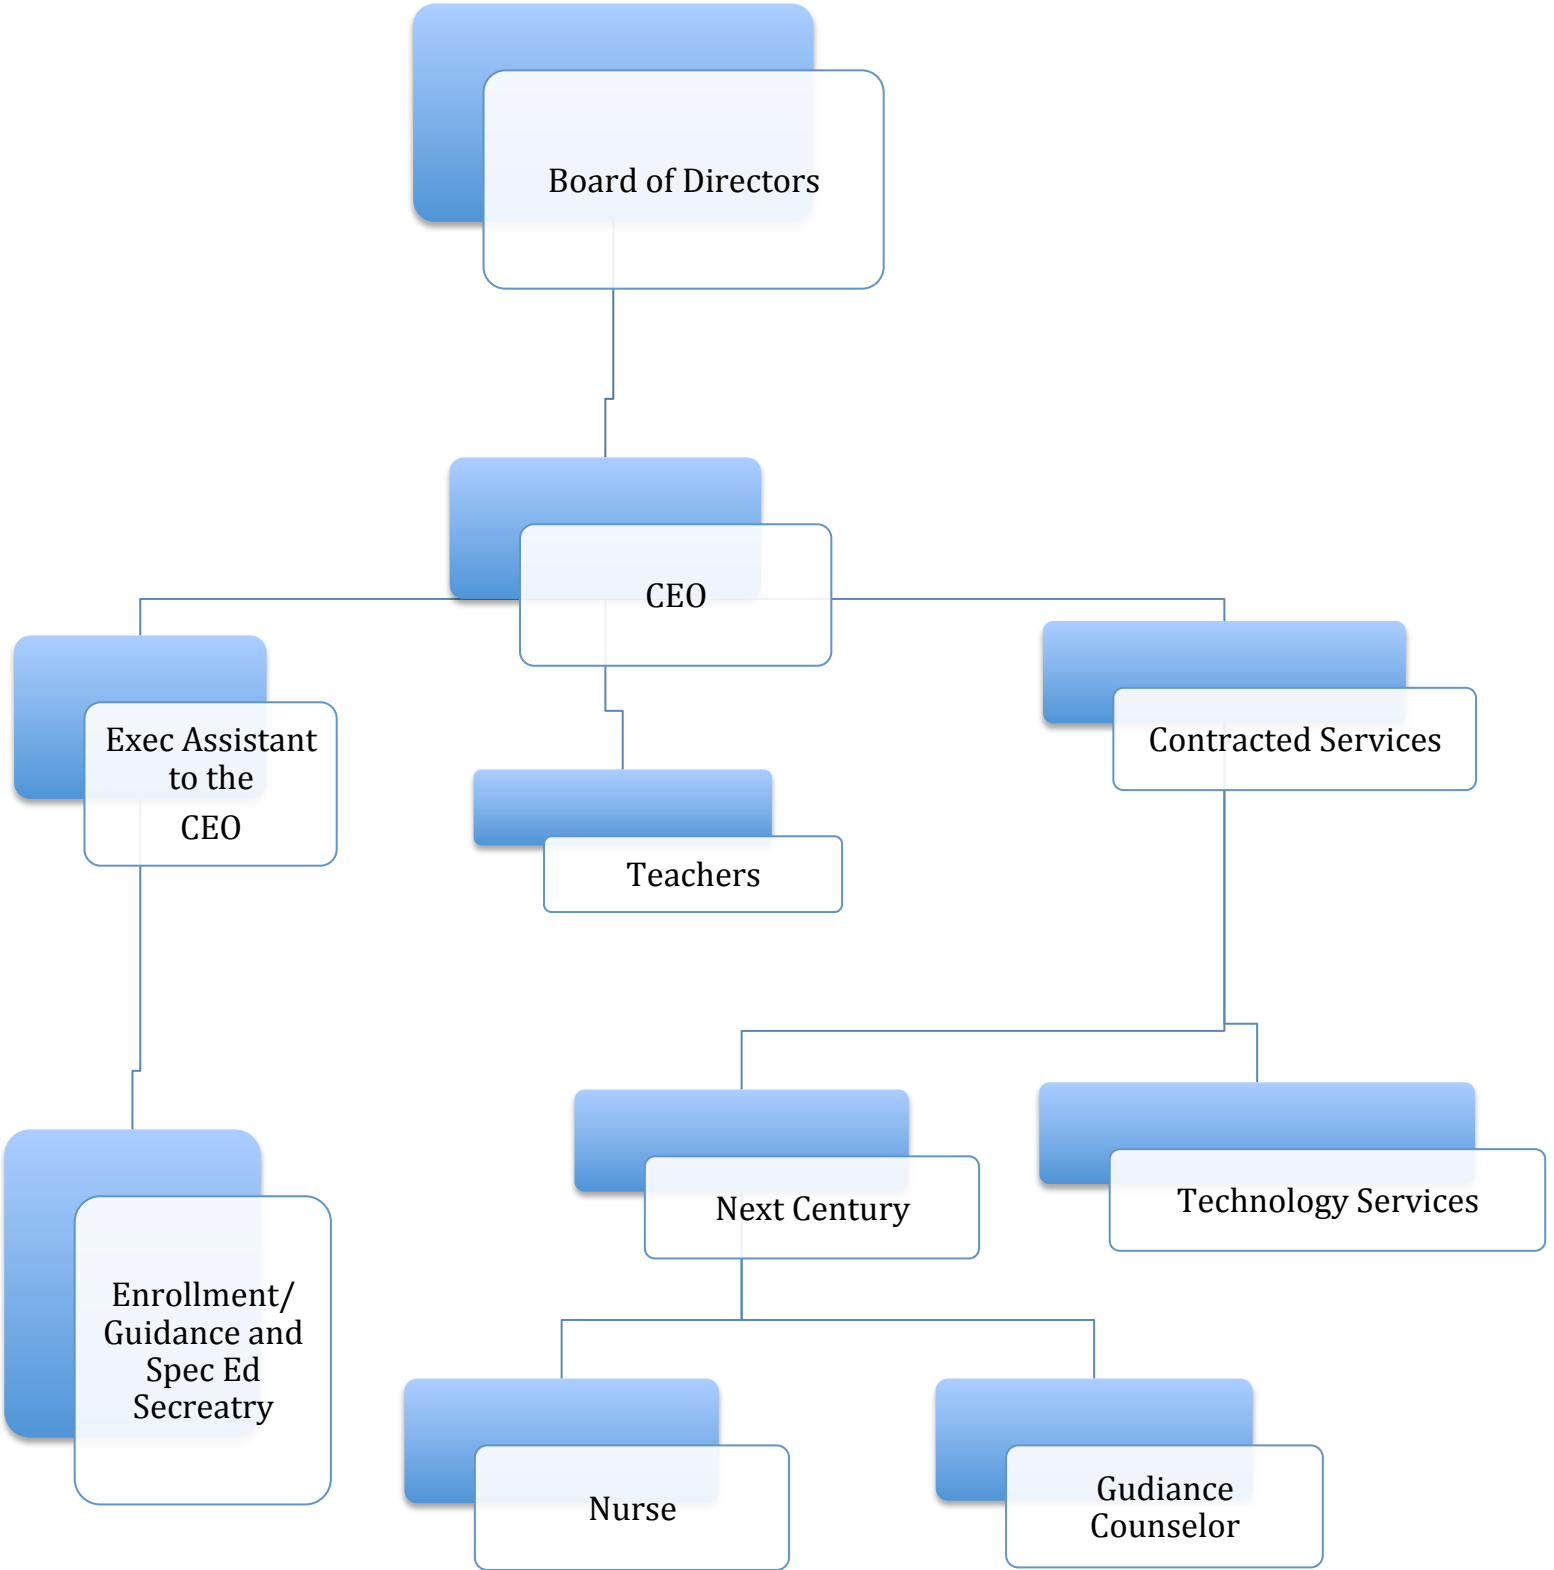 Board of Directors
CEO
Exec Assistant
to the
CEO
Teachers
Contracted Services
Enrollment/
Guidance and
Spec Ed
Secreatry
Next Century
Technology Services
Nurse
Gudiance
Counselor